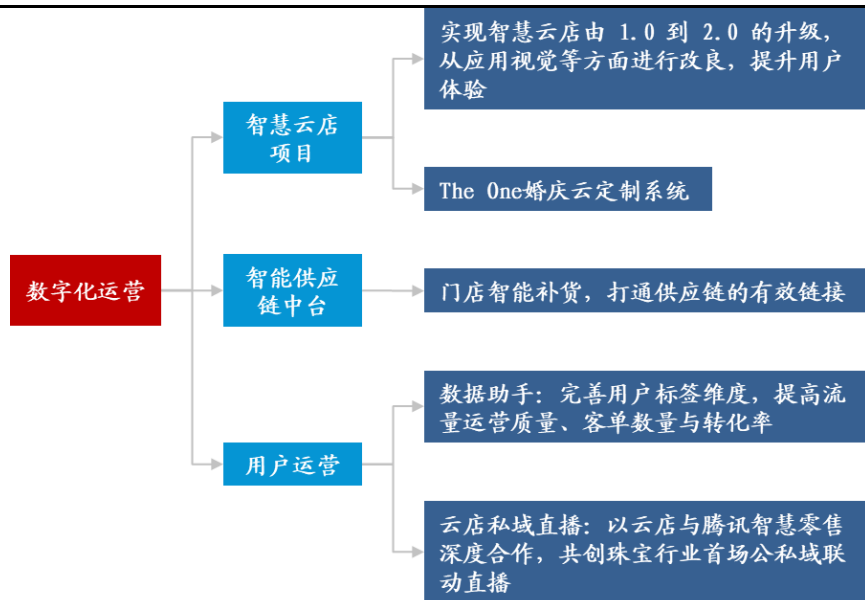 实现智慧云店由 1.0 到 2.0 的升级，
从应用视觉等方面进行改良，提升用户
体验
智慧云店
项目
The One婚庆云定制系统
数字化运营
智能供应
链中台
门店智能补货，打通供应链的有效链接
数据助手：完善用户标签维度，提高流
量运营质量、客单数量与转化率
用户运营
云店私域直播：以云店与腾讯智慧零售
深度合作，共创珠宝行业首场公私域联
动直播